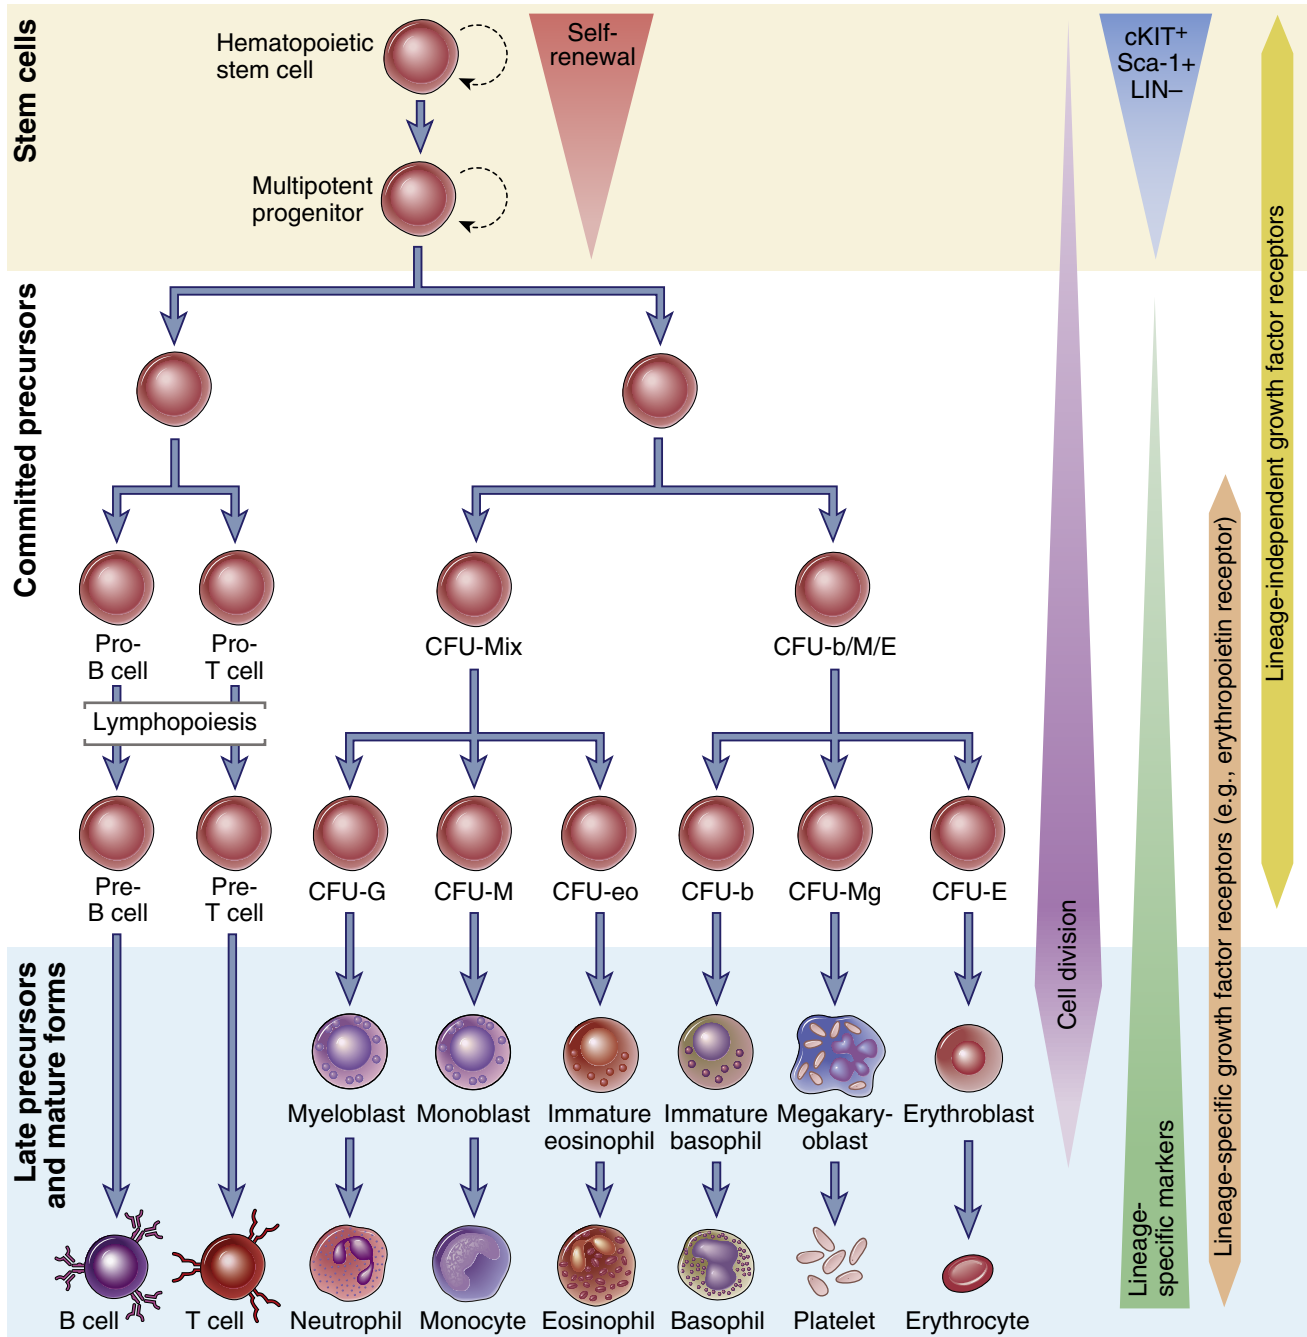 Stem cells
Hematopoietic
stem cell
Self-
renewal
cKIT+
Sca-1+
LIN–
Multipotent
progenitor
Committed precursors
Pro-
B cell
Pro-
T cell
CFU-Mix
CFU-b/M/E
Lymphopoiesis
Pre-
B cell
Pre-
T cell
CFU-G
CFU-M
CFU-eo
CFU-b
CFU-Mg
CFU-E
Late precursors
and mature forms
Myeloblast
Monoblast
Immature
eosinophil
Immature
basophil
Megakary-
oblast
Erythroblast
B cell
T cell
Neutrophil
Monocyte
Eosinophil
Basophil
Platelet
Erythrocyte
Cell division
Lineage-
specific markers
Lineage-specific growth factor receptors (e.g., erythropoietin receptor)
Lineage-independent growth factor receptors